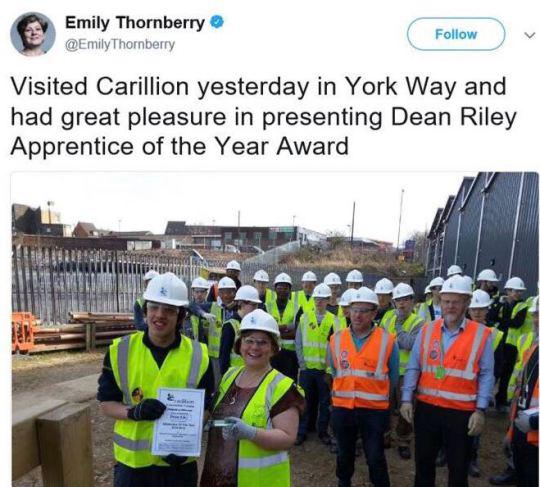 Emily Thornberry
@EmilyThornberry
Follow
Visited Carillion yesterday in York Way and
had great pleasure in presenting Dean Riley
Apprentice of the Year Award
Carillion